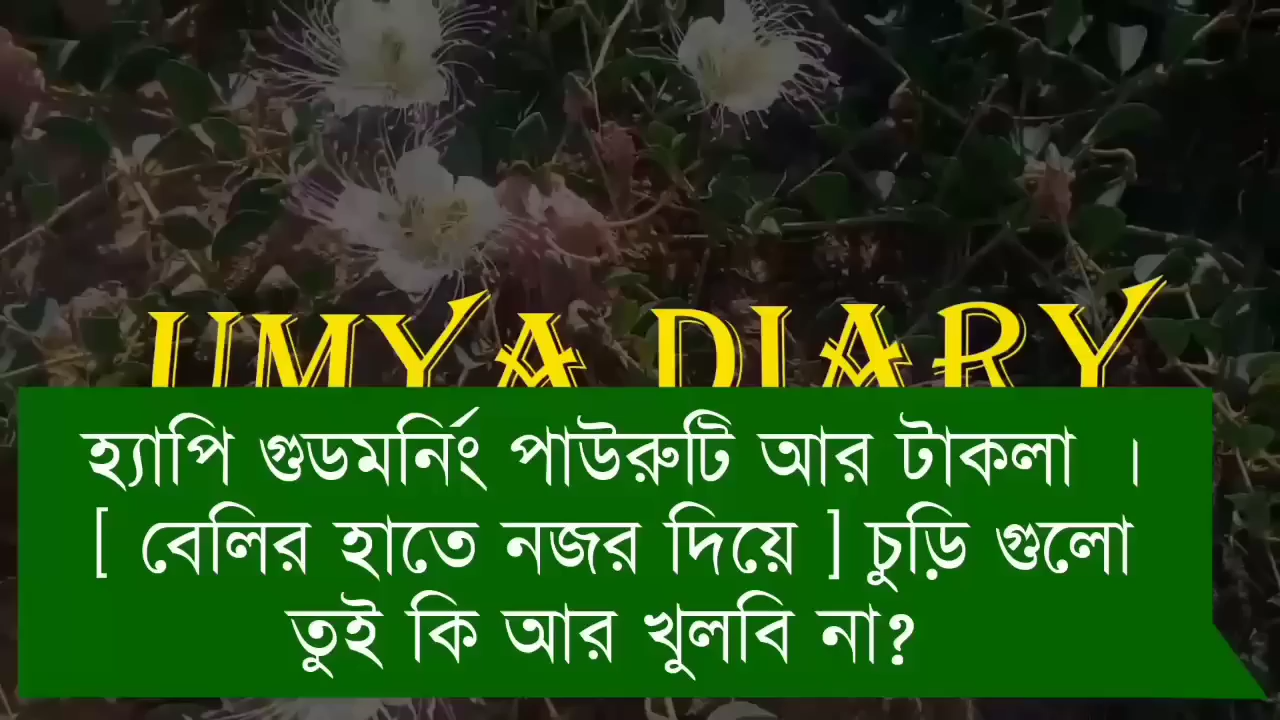 UMYA DIARY
হ্যাপি গুডমর্নিং পাউরুটি আর টাকলা ।
[ বেলির হাতে নজর দিয়ে ] চুড়ি গুলো
তুই কি আর খুলবি না?